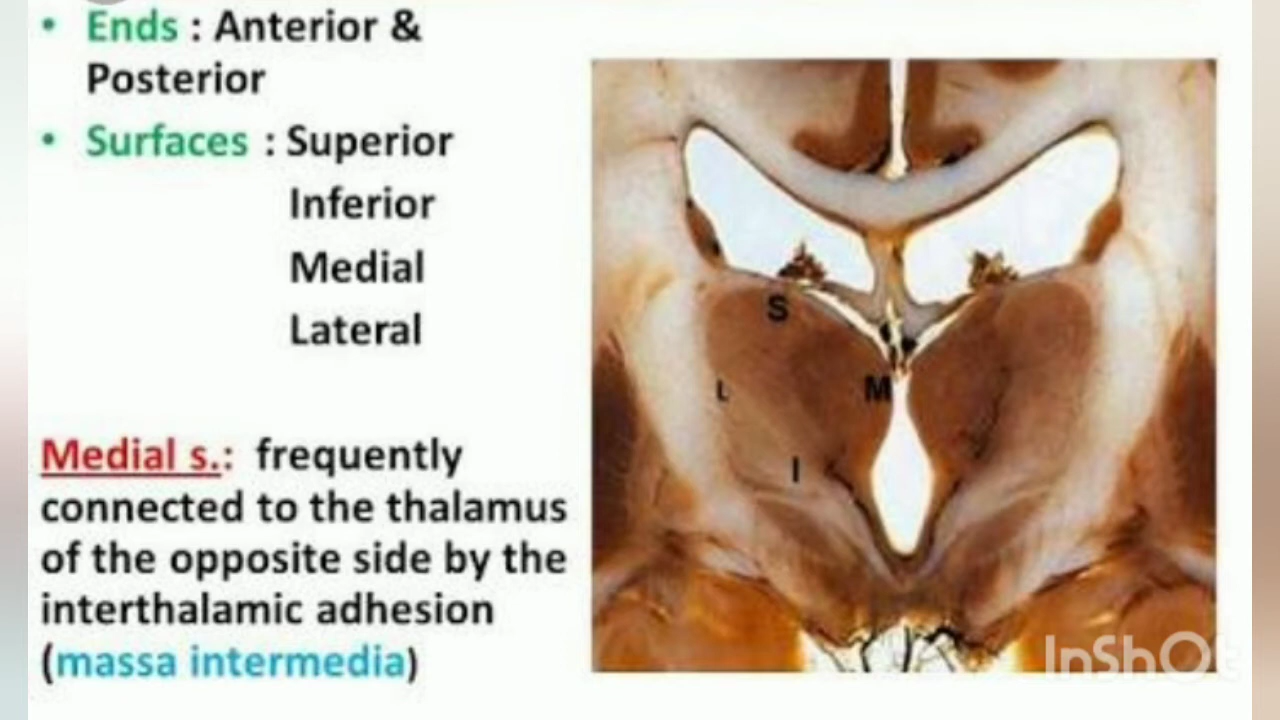 • Ends : Anterior &
Posterior
• Surfaces : Superior
Inferior
Medial
Lateral
Medial s.: frequently
connected to the thalamus
of the opposite side by the
interthalamic adhesion
(massa intermedia)
S
M
L
I
InShOt